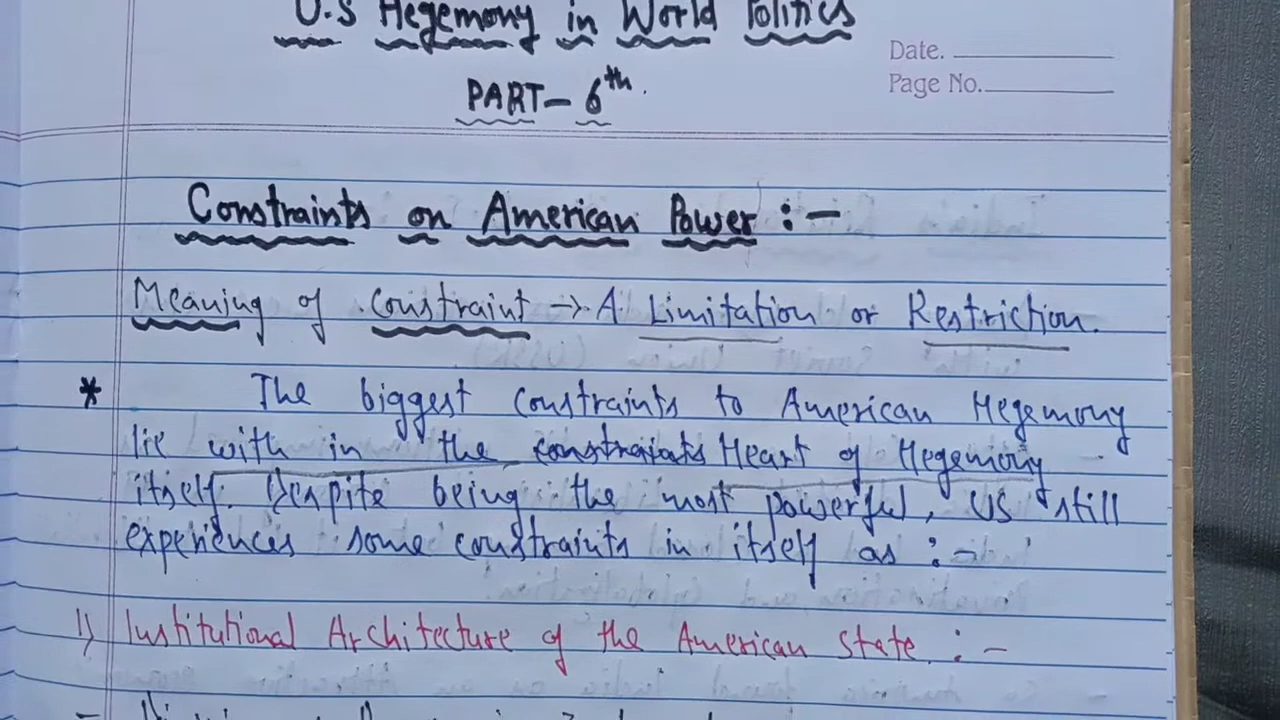 U.S Hegemony in World Politics
Date.
PART- 6th.
Page No.
Constraints on American Power :-
Meaning of constraint → A Limitation or Restriction.
* The biggest constraints to American Hegemony
lie with in the constraints Heart of Hegemony
itself. Despite being the most powerful, US still
experiences some constraints in itself as :-
1) Institutional Architecture of the American State. :-